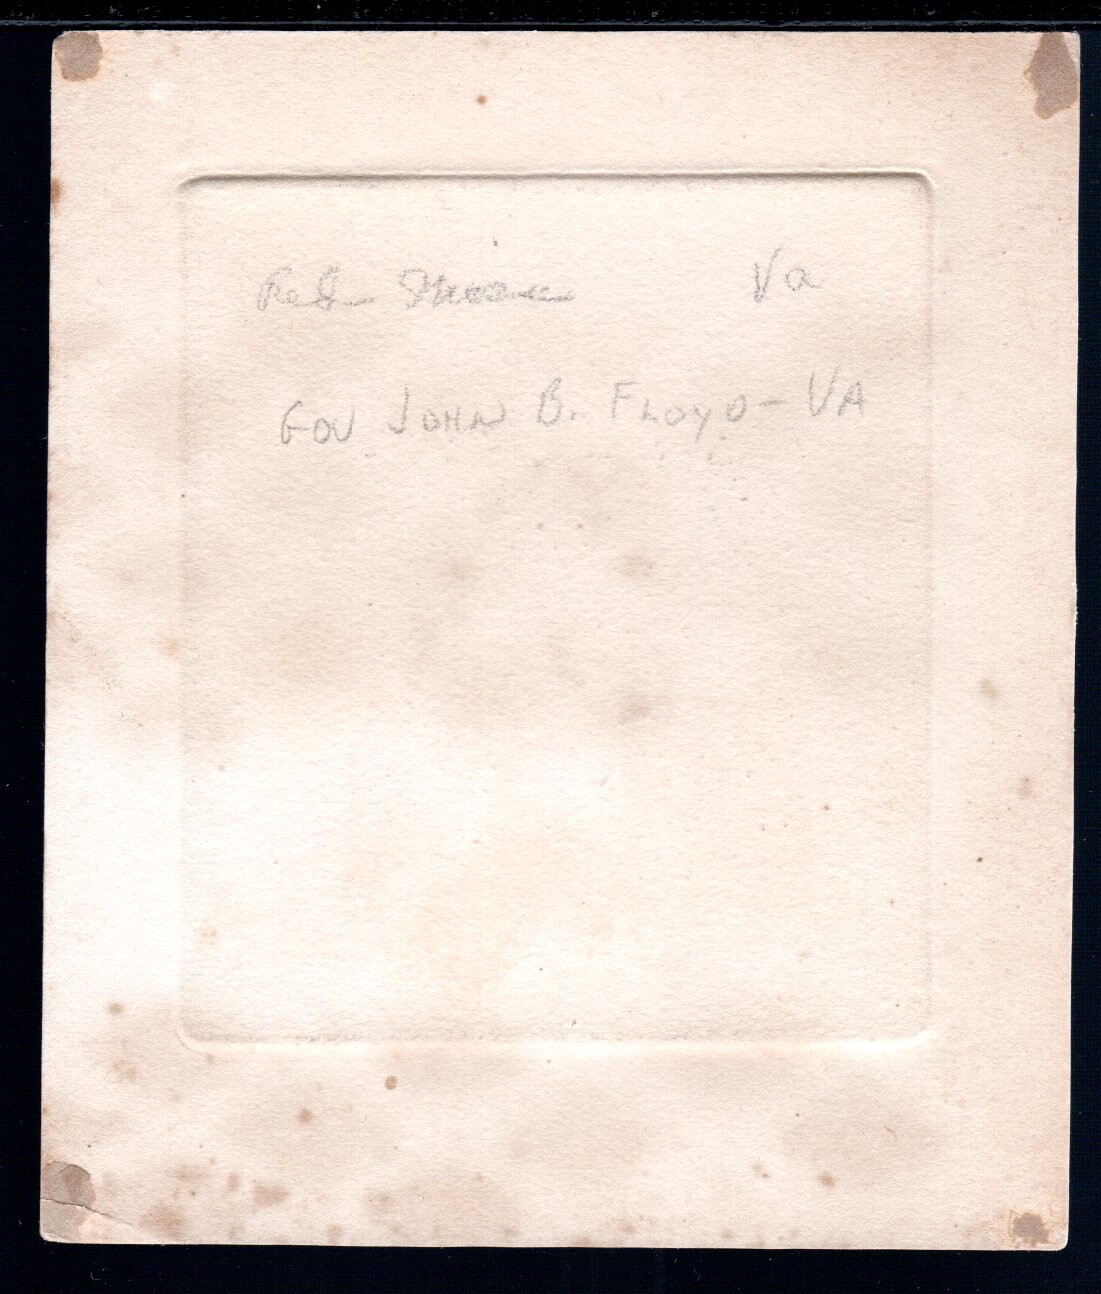 Va
GOV JOHN B. FLOYD - VA